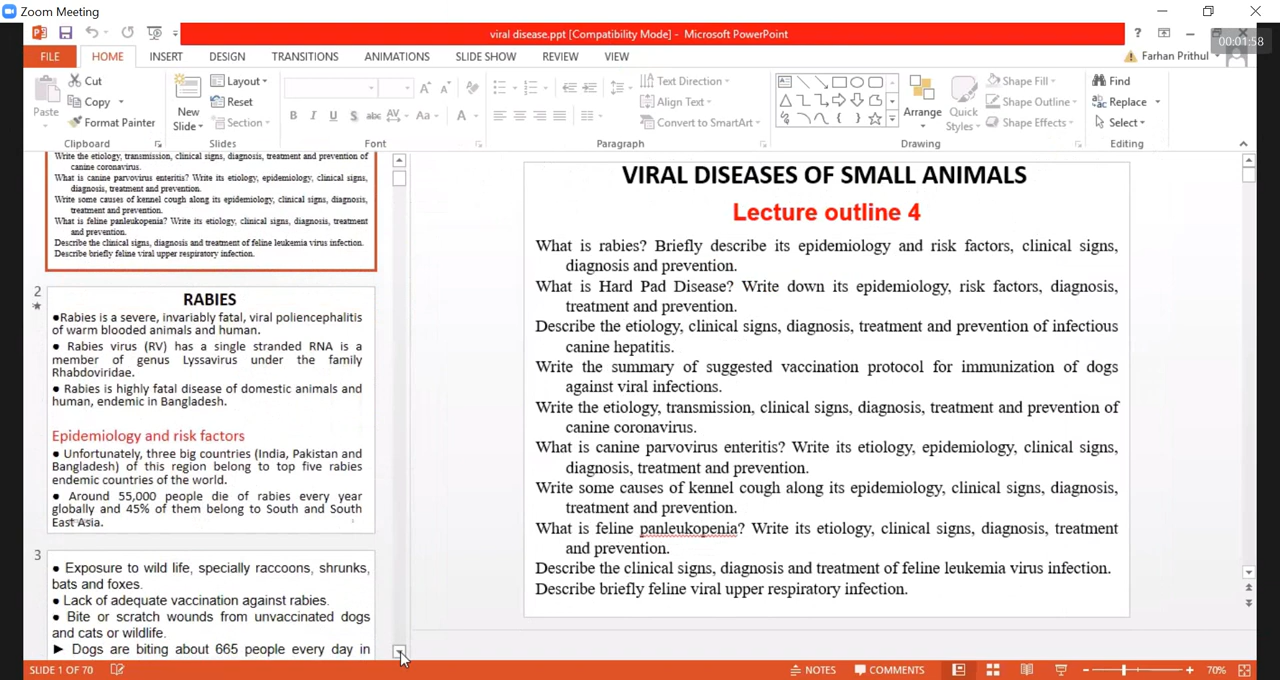 Zoom Meeting
viral disease.ppt [Compatibility Mode] - Microsoft PowerPoint
?
00:01:58
FILE HOME INSERT DESIGN TRANSITIONS ANIMATIONS SLIDE SHOW REVIEW VIEW
Farhan Prithul
Paste
Cut
Copy
Format Painter
Clipboard
New
Slide
Layout
Reset
Section
Slides
B I U S abc AV Aa A
Font
Text Direction
Align Text
Convert to SmartArt
Paragraph
Arrange
Quick
Styles
Shape Fill
Shape Outline
Shape Effects
Drawing
Find
Replace
Select
Editing
Write the etiology, transmission, clinical signs, diagnosis, treatment and prevention of
canine coronavirus.
What is canine parvovirus enteritis? Write its etiology, epidemiology, clinical signs,
diagnosis, treatment and prevention.
Write some causes of kennel cough along its epidemiology, clinical signs, diagnosis,
treatment and prevention.
What is feline panleukopenia? Write its etiology, clinical signs, diagnosis, treatment
and prevention.
Describe the clinical signs, diagnosis and treatment of feline leukemia virus infection.
Describe briefly feline viral upper respiratory infection.
2
RABIES
●Rabies is a severe, invariably fatal, viral poliencephalitis
of warm blooded animals and human.
● Rabies virus (RV) has a single stranded RNA is a
member of genus Lyssavirus under the family
Rhabdoviridae.
● Rabies is highly fatal disease of domestic animals and
human, endemic in Bangladesh.
Epidemiology and risk factors
● Unfortunately, three big countries (India, Pakistan and
Bangladesh) of this region belong to top five rabies
endemic countries of the world.
● Around 55,000 people die of rabies every year
globally and 45% of them belong to South and South
East Asia.
3
● Exposure to wild life, specially raccoons, shrunks,
bats and foxes.
● Lack of adequate vaccination against rabies.
● Bite or scratch wounds from unvaccinated dogs
and cats or wildlife.
► Dogs are biting about 665 people every day in
VIRAL DISEASES OF SMALL ANIMALS
Lecture outline 4
What is rabies? Briefly describe its epidemiology and risk factors, clinical signs,
diagnosis and prevention.
What is Hard Pad Disease? Write down its epidemiology, risk factors, diagnosis,
treatment and prevention.
Describe the etiology, clinical signs, diagnosis, treatment and prevention of infectious
canine hepatitis.
Write the summary of suggested vaccination protocol for immunization of dogs
against viral infections.
Write the etiology, transmission, clinical signs, diagnosis, treatment and prevention of
canine coronavirus.
What is canine parvovirus enteritis? Write its etiology, epidemiology, clinical signs,
diagnosis, treatment and prevention.
Write some causes of kennel cough along its epidemiology, clinical signs, diagnosis,
treatment and prevention.
What is feline panleukopenia? Write its etiology, clinical signs, diagnosis, treatment
and prevention.
Describe the clinical signs, diagnosis and treatment of feline leukemia virus infection.
Describe briefly feline viral upper respiratory infection.
SLIDE 1 OF 70
NOTES
COMMENTS
70%